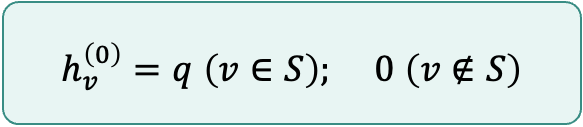 h_v^{(0)} = q (v ∈ S);    0 (v ∉ S)